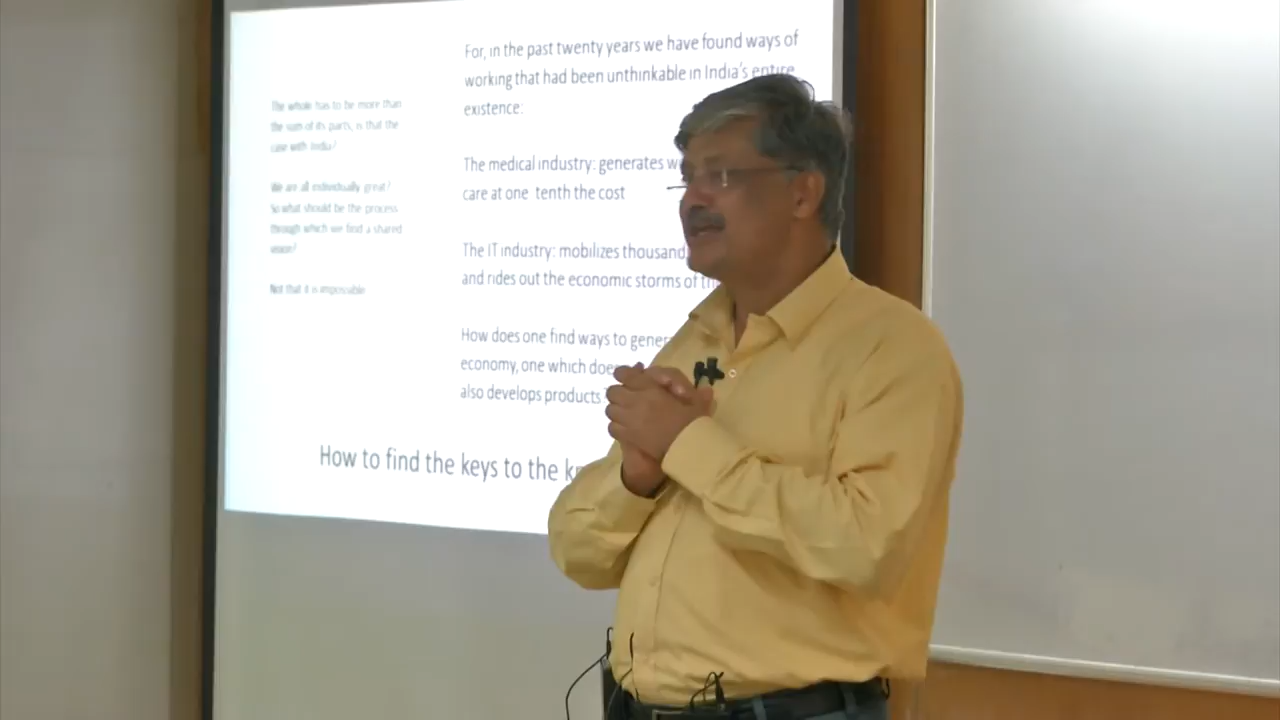 The whole has to be more than
the sum of its parts, is that the
case with India?
We are all individually great!
So what should be the process
through which we find a shared
vision?
Not that it is impossible
For, in the past twenty years we have found ways of
working that had been unthinkable in India's entire
existence:
The medical industry: generates
care at one tenth the cost
The IT industry: mobilizes thousand
and rides out the economic storms of
How does one find ways to
economy, one which
also develops products
How to find the keys to the